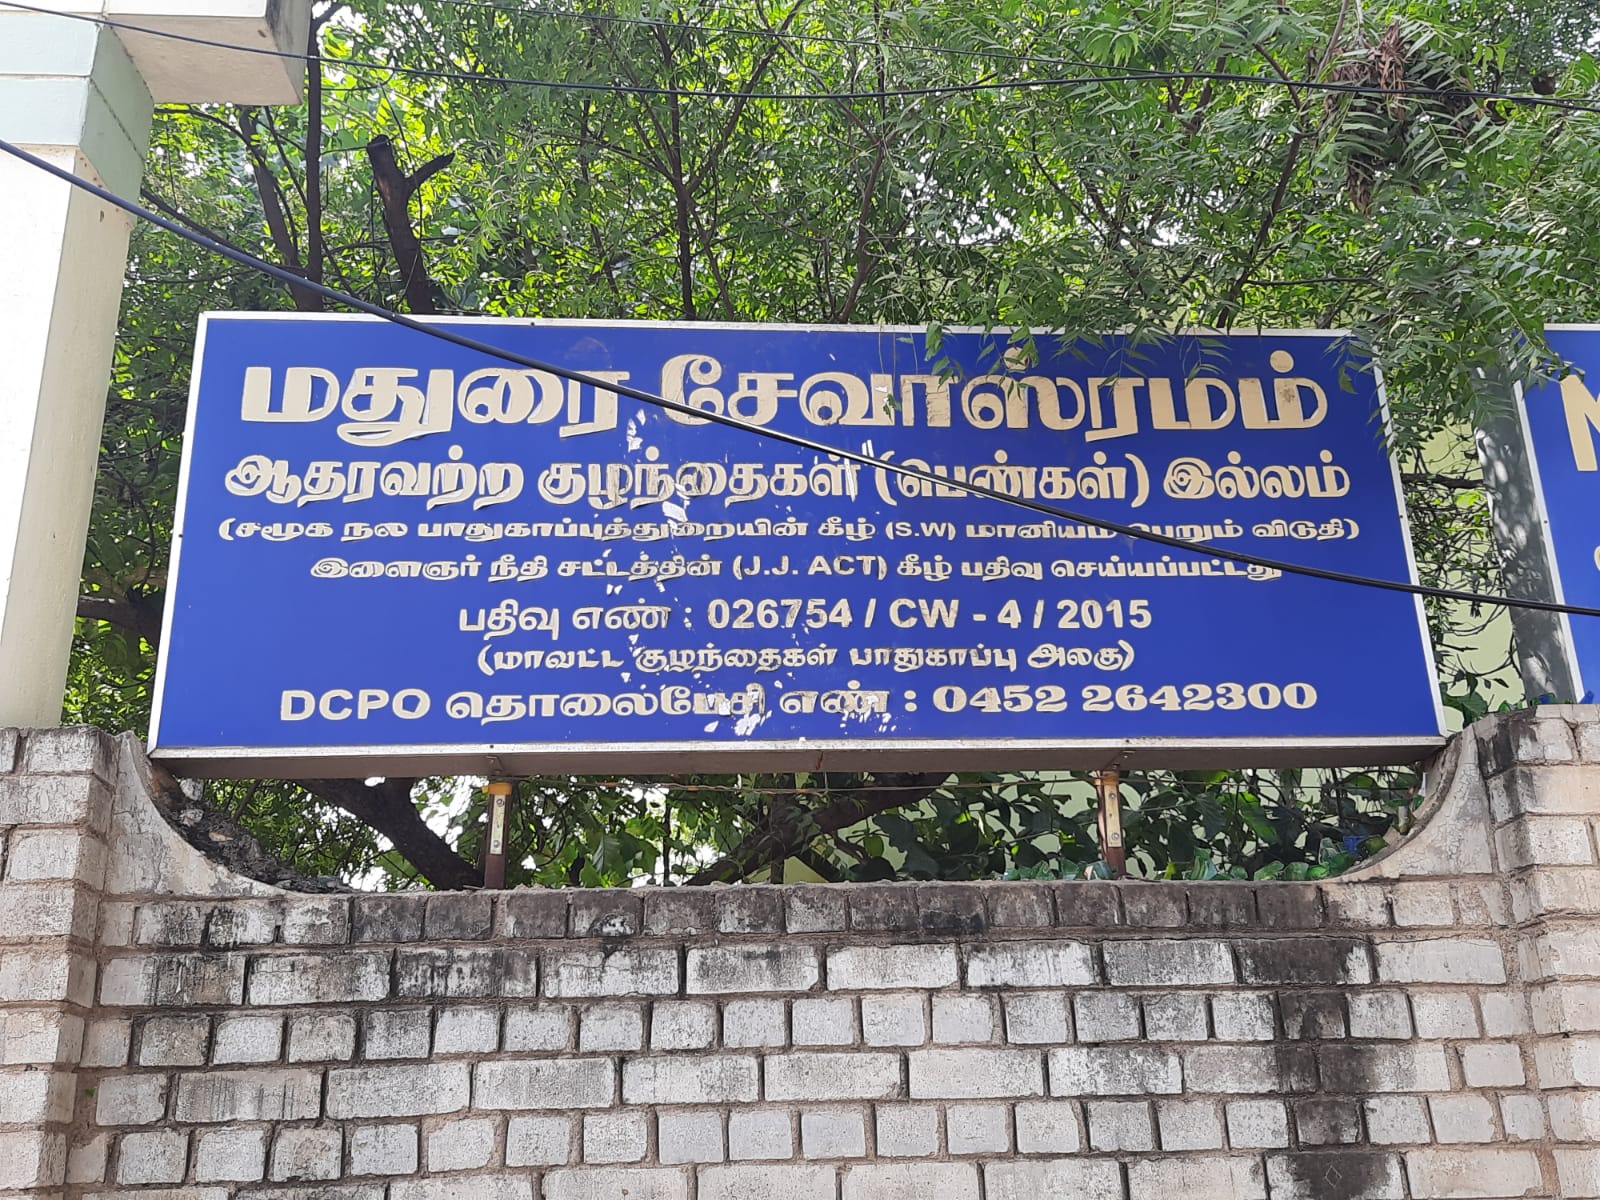 மதுரை சேவாஸரமம்
ஆதரவற்ற குழந்தைகள் (பெண்கள்) இல்லம்
(சமூக நல பாதுகாப்புத்துறையின் கீழ் (S.W) மானியம் பெறும் விடுதி)
இளைஞர் நீதி சட்டத்தின் (J.J. ACT) கீழ் பதிவு செய்யப்பட்டது
பதிவு எண் : 026754 / CW - 4 / 2015
(மாவட்ட குழந்தைகள் பாதுகாப்பு அலகு)
DCPO தொலைபேசி எண் : 0452 2642300